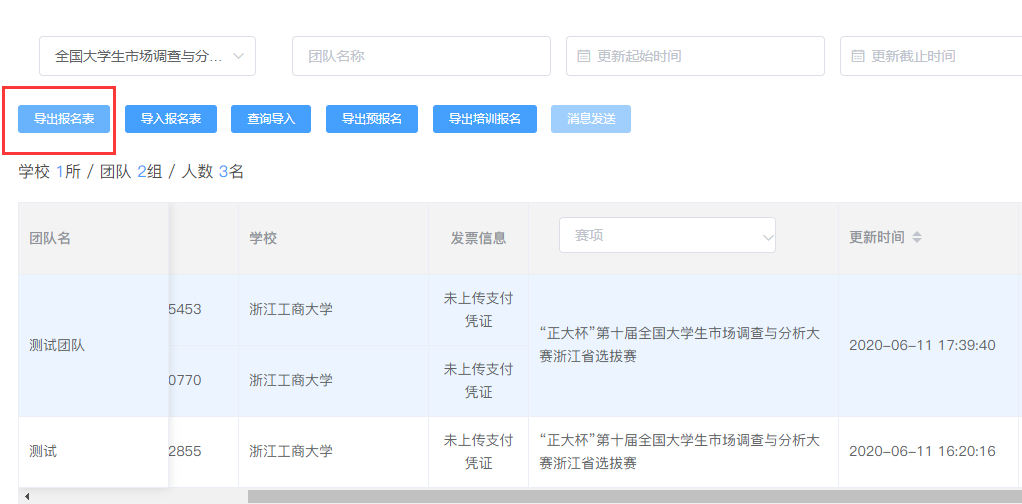 全国大学生市场调查与分... 团队名称 更新起始时间 更新截止时间
导出报名表 导入报名表 查询导入 导出预报名 导出培训报名 消息发送
学校 1所 / 团队 2组 / 人数 3名
团队名 学校 发票信息 赛项 更新时间
测试团队
5453 浙江工商大学
未上传支付
凭证
0770 浙江工商大学
未上传支付
凭证
“正大杯”第十届全国大学生市场调查与分析大
赛浙江省选拔赛
2020-06-11 17:39:40
测试 2855 浙江工商大学
未上传支付
凭证
“正大杯”第十届全国大学生市场调查与分析大
赛浙江省选拔赛
2020-06-11 16:20:16